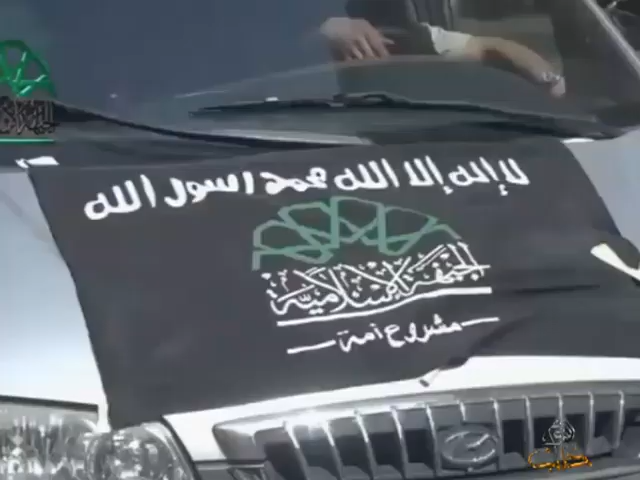 لا إله إلا الله محمد رسول الله
الجبهة الإسلامية
مشروع أمة